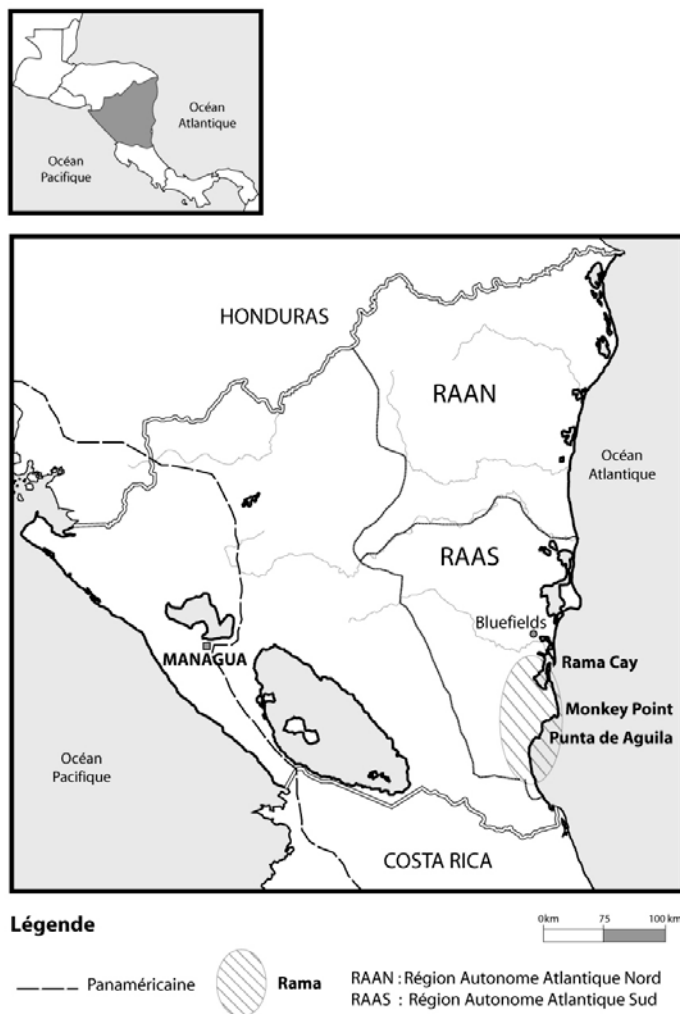 Océan
Atlantique
Océan
Pacifique
HONDURAS
RAAN
Océan
Atlantique
RAAS
Bluefields
MANAGUA
Rama Cay
Monkey Point
Punta de Aguila
Océan
Pacifique
COSTA RICA
Légende
0km 75 100 km
Panaméricaine
Rama
RAAN : Région Autonome Atlantique Nord
RAAS : Région Autonome Atlantique Sud